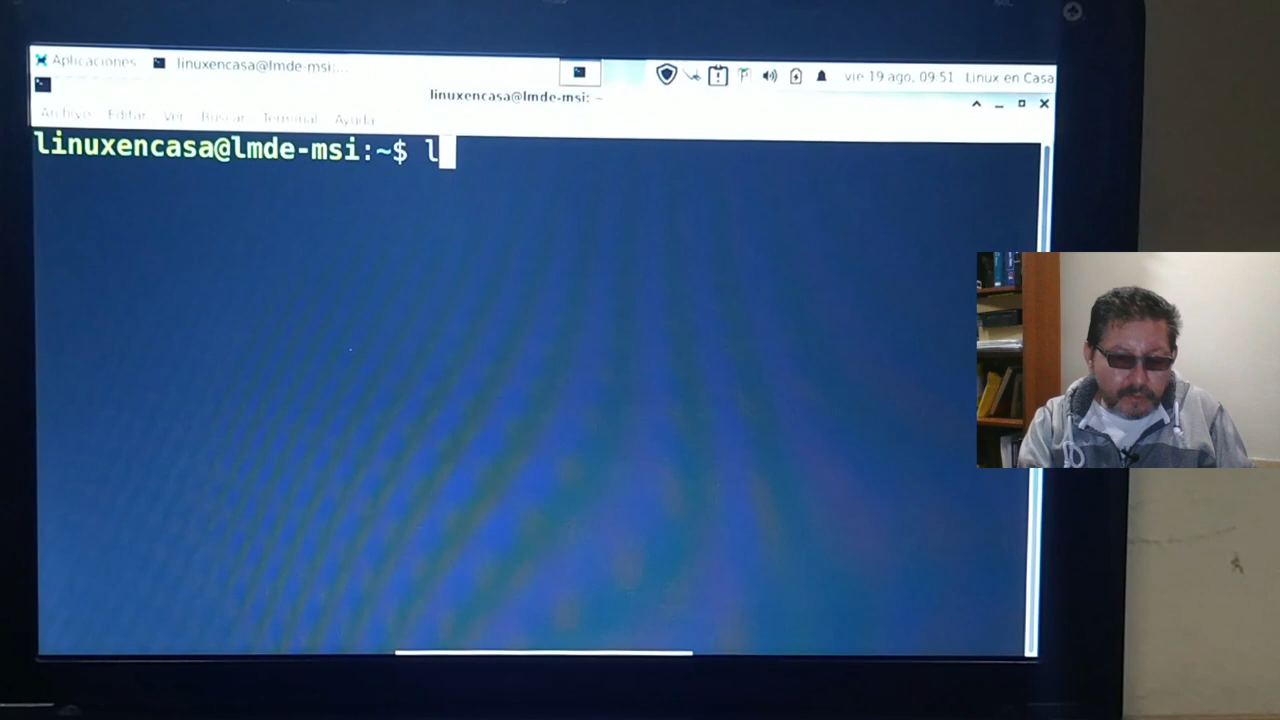 Aplicaciones linuxencasa@lmde-msi:... vie 19 ago, 09:51 Linux en Casa
linuxencasa@lmde-msi: ~
Archivo Editar Ver Buscar Terminal Ayuda
linuxencasa@lmde-msi:~$ l